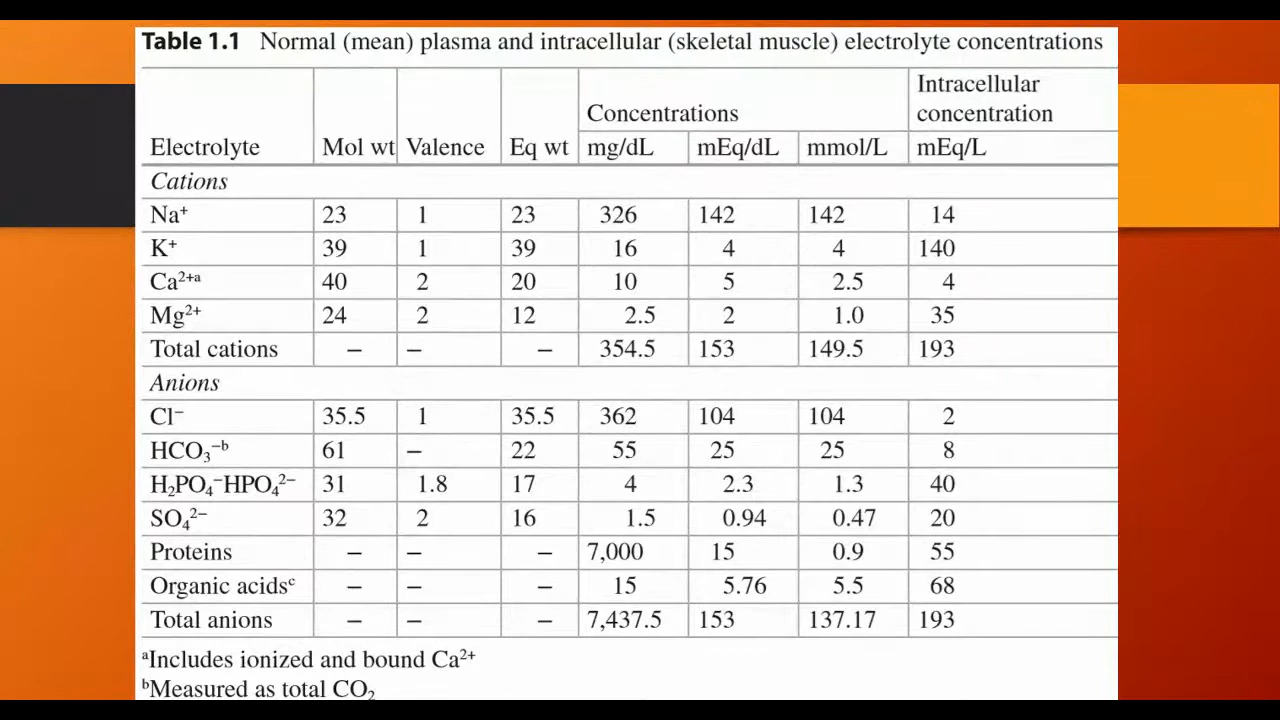 Table 1.1 Normal (mean) plasma and intracellular (skeletal muscle) electrolyte concentrations
Electrolyte Mol wt Valence Eq wt Concentrations Intracellular concentration
mg/dL mEq/dL mmol/L mEq/L
Cations
Na⁺ 23 1 23 326 142 142 14
K⁺ 39 1 39 16 4 4 140
Ca²⁺ᵃ 40 2 20 10 5 2.5 4
Mg²⁺ 24 2 12 2.5 2 1.0 35
Total cations – – – 354.5 153 149.5 193
Anions
Cl⁻ 35.5 1 35.5 362 104 104 2
HCO₃⁻ᵇ 61 – 22 55 25 25 8
H₂PO₄⁻HPO₄²⁻ 31 1.8 17 4 2.3 1.3 40
SO₄²⁻ 32 2 16 1.5 0.94 0.47 20
Proteins – – – 7,000 15 0.9 55
Organic acidsᶜ – – – 15 5.76 5.5 68
Total anions – – – 7,437.5 153 137.17 193
ᵃIncludes ionized and bound Ca²⁺
ᵇMeasured as total CO₂